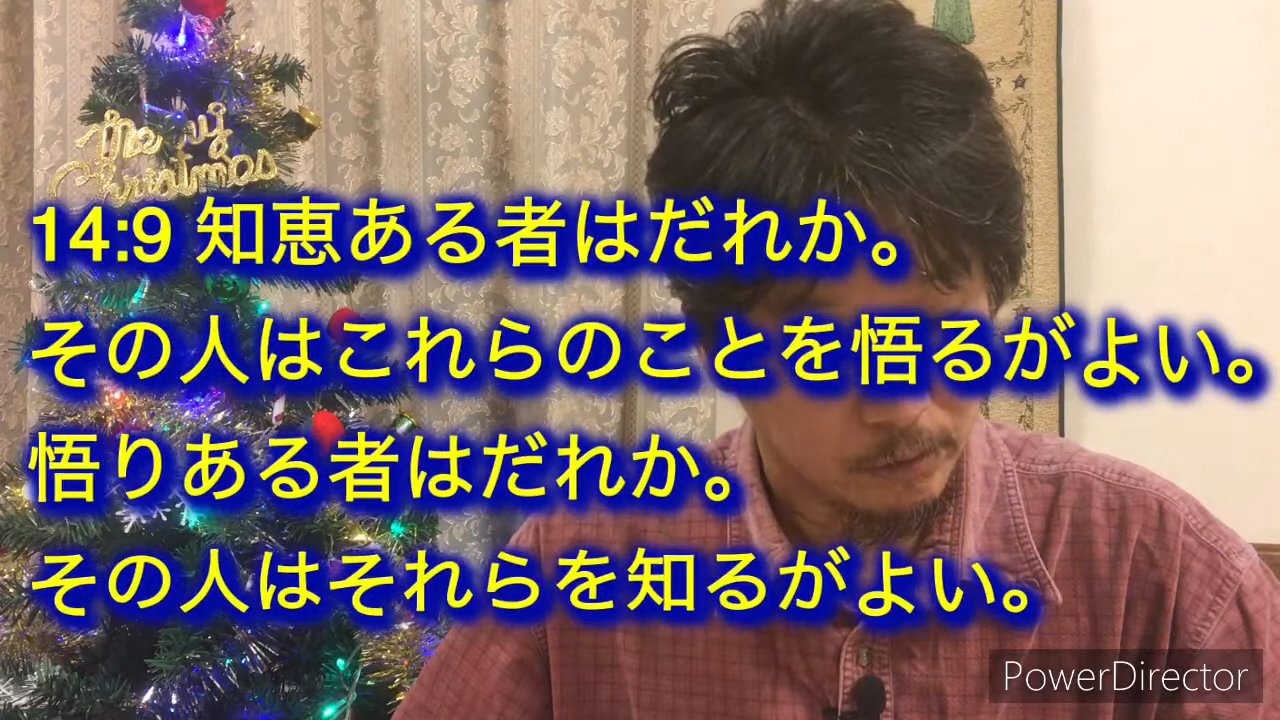 Merry
Christmas
14:9 知恵ある者はだれか。
その人はこれらのことを悟るがよい。
悟りある者はだれか。
その人はそれらを知るがよい。
PowerDirector